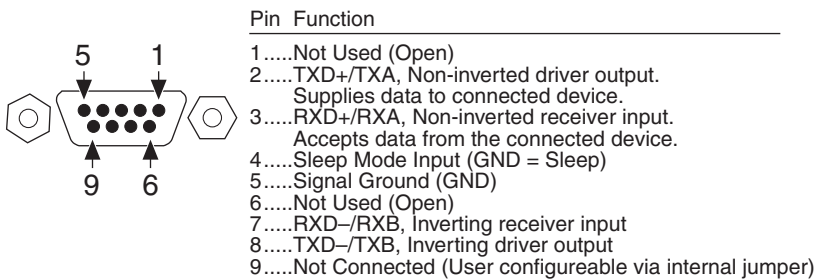 Pin Function
5 1
9 6
1.....Not Used (Open)
2.....TXD+/TXA, Non-inverted driver output.
Supplies data to connected device.
3.....RXD+/RXA, Non-inverted receiver input.
Accepts data from the connected device.
4.....Sleep Mode Input (GND = Sleep)
5.....Signal Ground (GND)
6.....Not Used (Open)
7.....RXD–/RXB, Inverting receiver input
8.....TXD–/TXB, Inverting driver output
9.....Not Connected (User configureable via internal jumper)